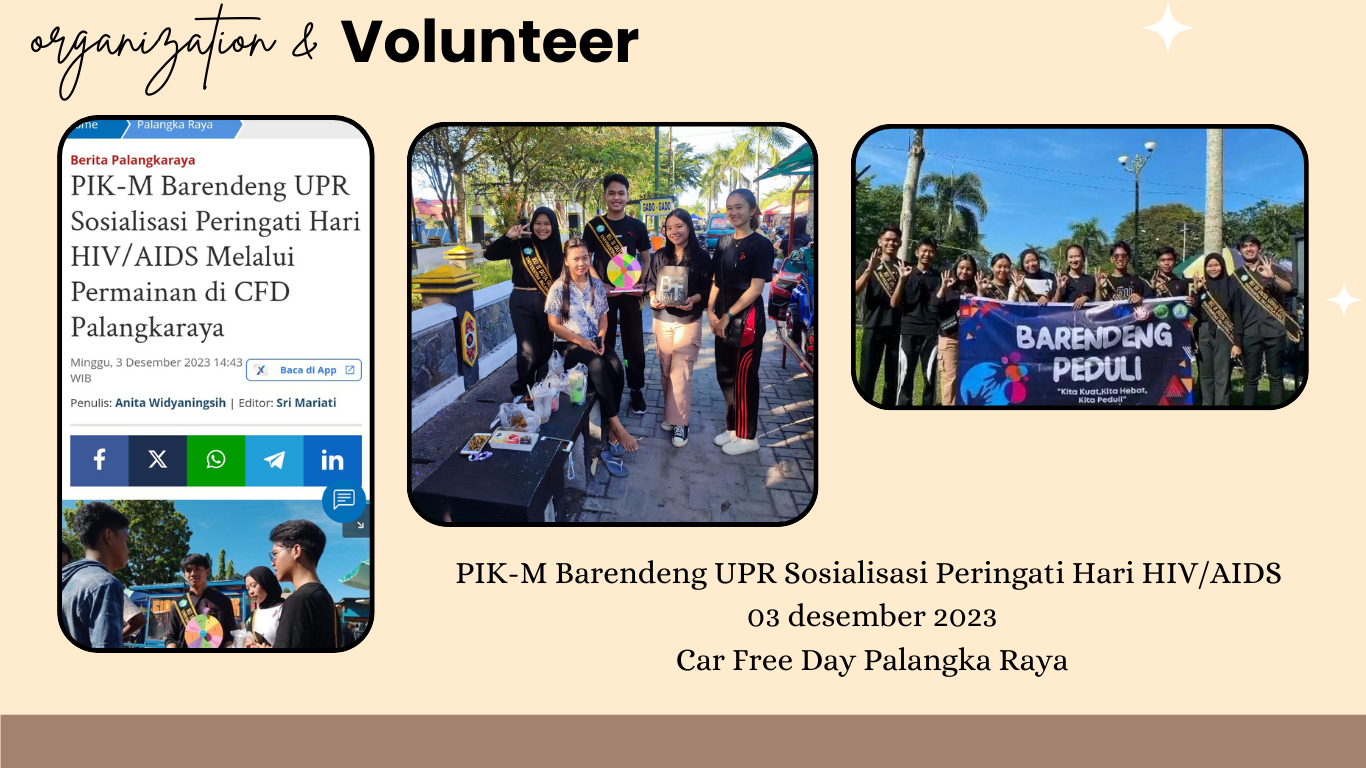 organization & Volunteer
ome
Palangka Raya
Berita Palangkaraya
PIK-M Barendeng UPR
Sosialisasi Peringati Hari
HIV/AIDS Melalui
Permainan di CFD
Palangkaraya
Minggu, 3 Desember 2023 14:43
WIB
Baca di App
Penulis: Anita Widyaningsih | Editor: Sri Mariati
GADO - GADO
BARENDENG
PEDULI
"Kita Kuat,Kita Hebat,
Kita Peduli"
PIK-M Barendeng UPR Sosialisasi Peringati Hari HIV/AIDS
03 desember 2023
Car Free Day Palangka Raya